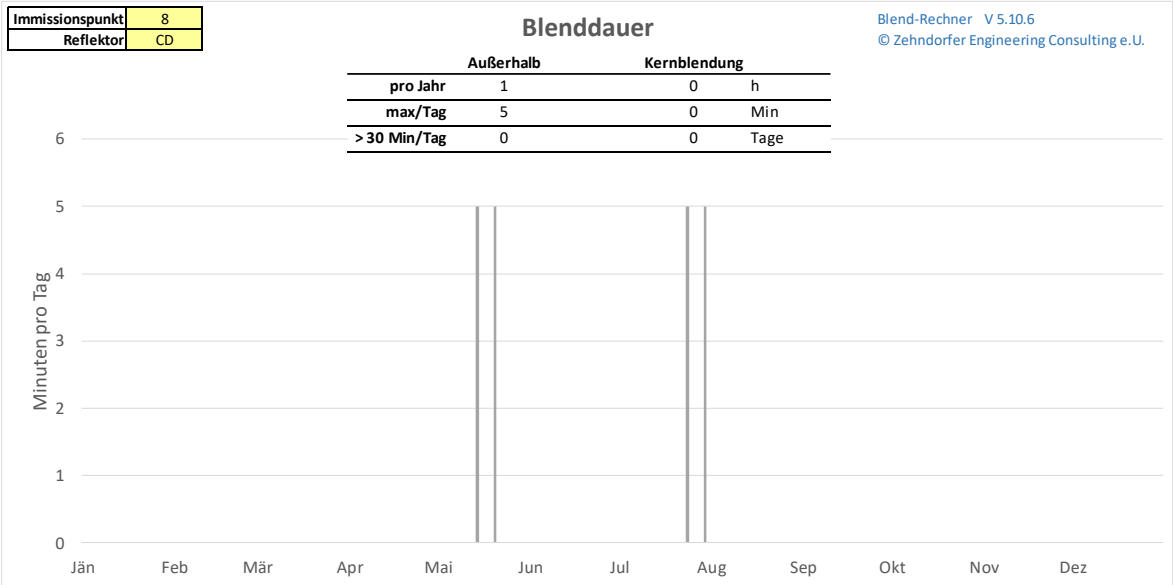 Immissionspunkt 8
Reflektor CD
Blenddauer
Blend-Rechner V 5.10.6
© Zehndorfer Engineering Consulting e.U.
Außerhalb Kernblendung
pro Jahr 1 0 h
max/Tag 5 0 Min
> 30 Min/Tag 0 0 Tage
Minuten pro Tag
6
5
4
3
2
1
0
Jän Feb Mär Apr Mai Jun Jul Aug Sep Okt Nov Dez